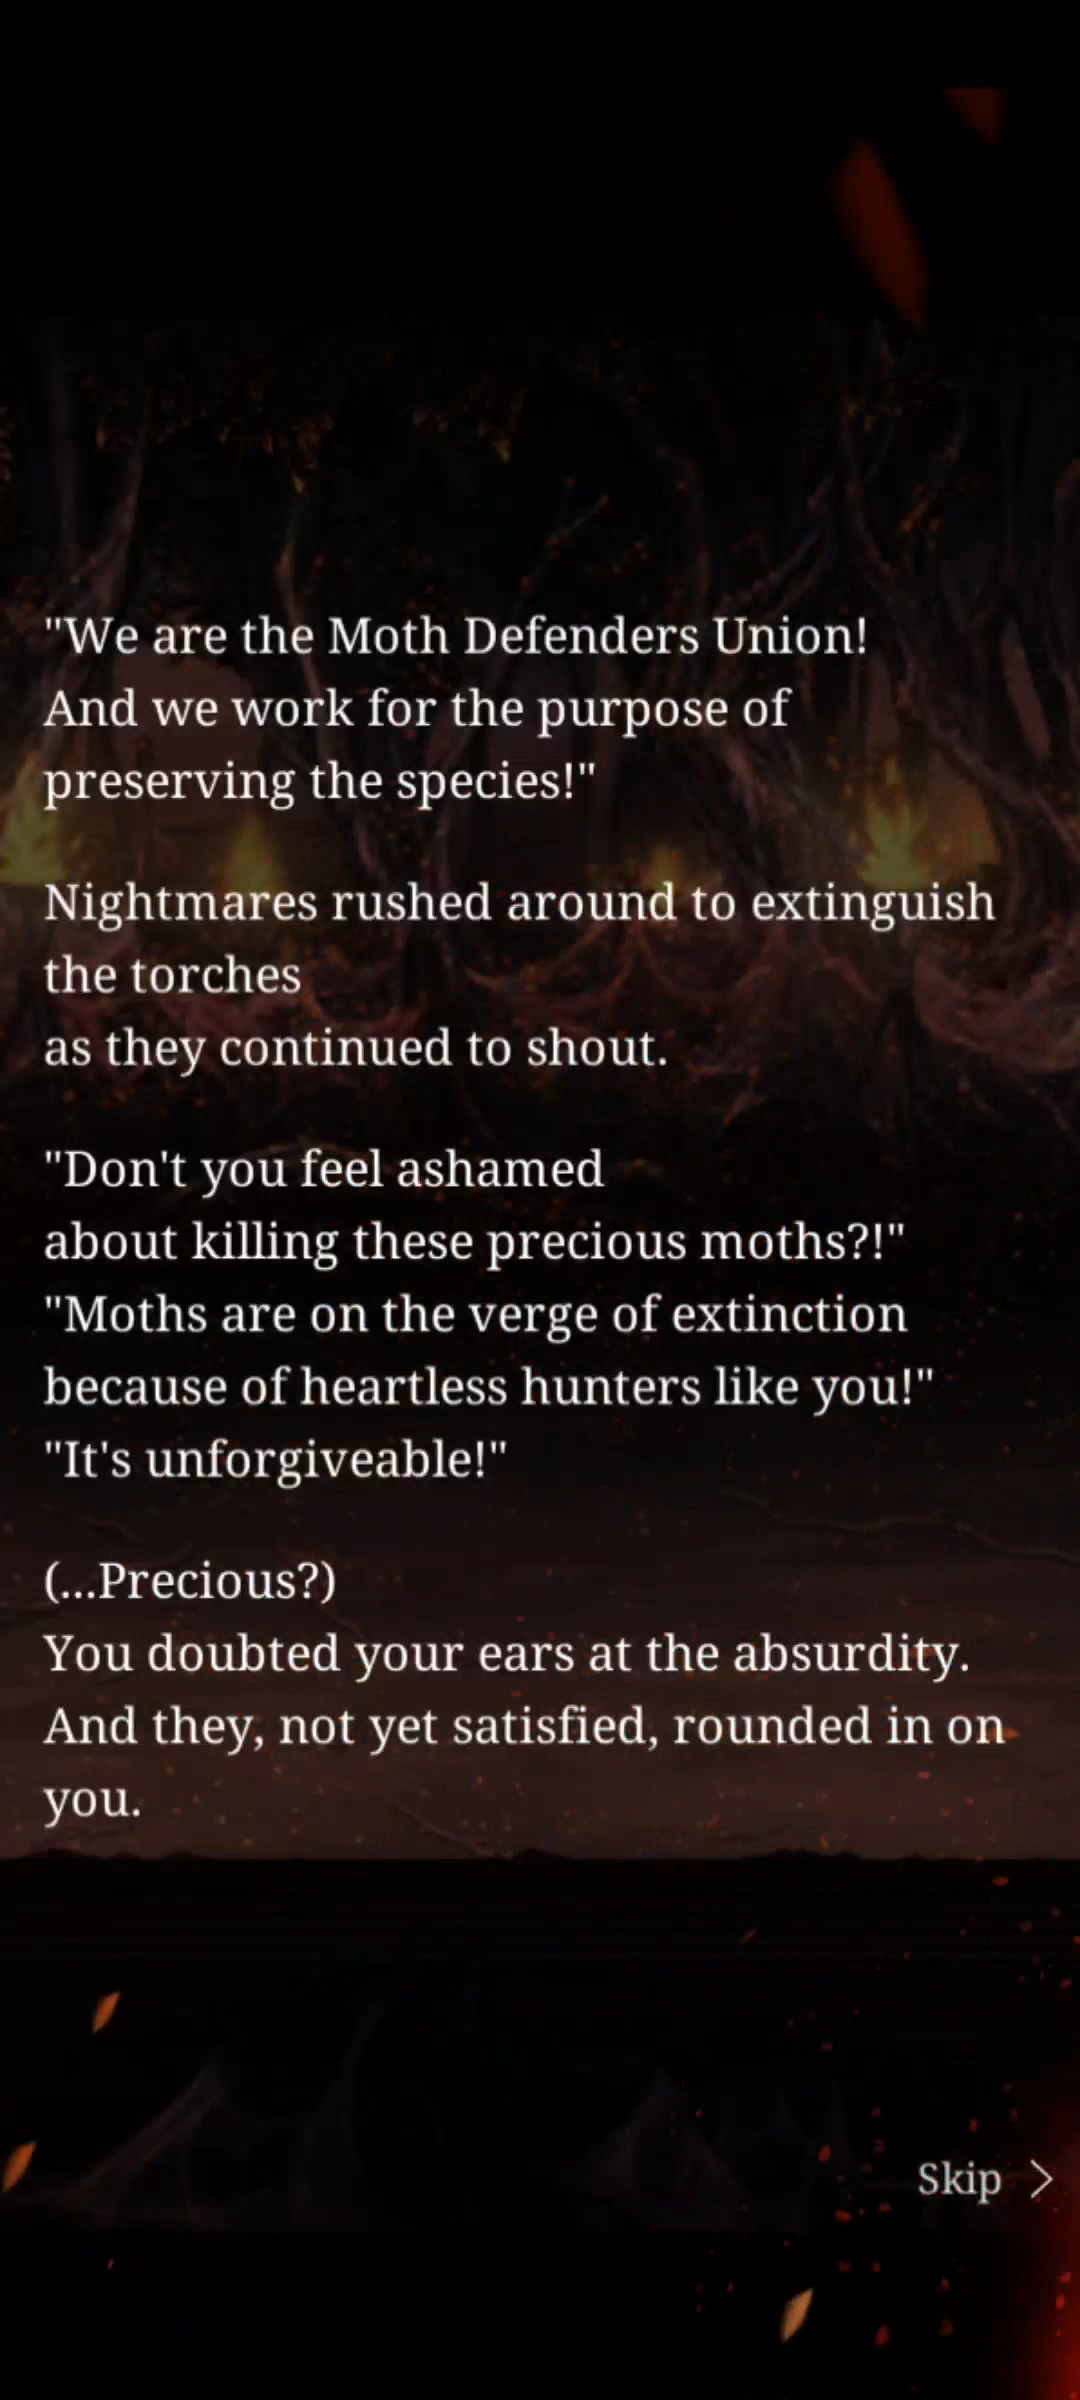 "We are the Moth Defenders Union!
And we work for the purpose of
preserving the species!"
Nightmares rushed around to extinguish
the torches
as they continued to shout.
"Don't you feel ashamed
about killing these precious moths?!"
"Moths are on the verge of extinction
because of heartless hunters like you!"
"It's unforgiveable!"
(...Precious?)
You doubted your ears at the absurdity.
And they, not yet satisfied, rounded in on
you.
Skip >